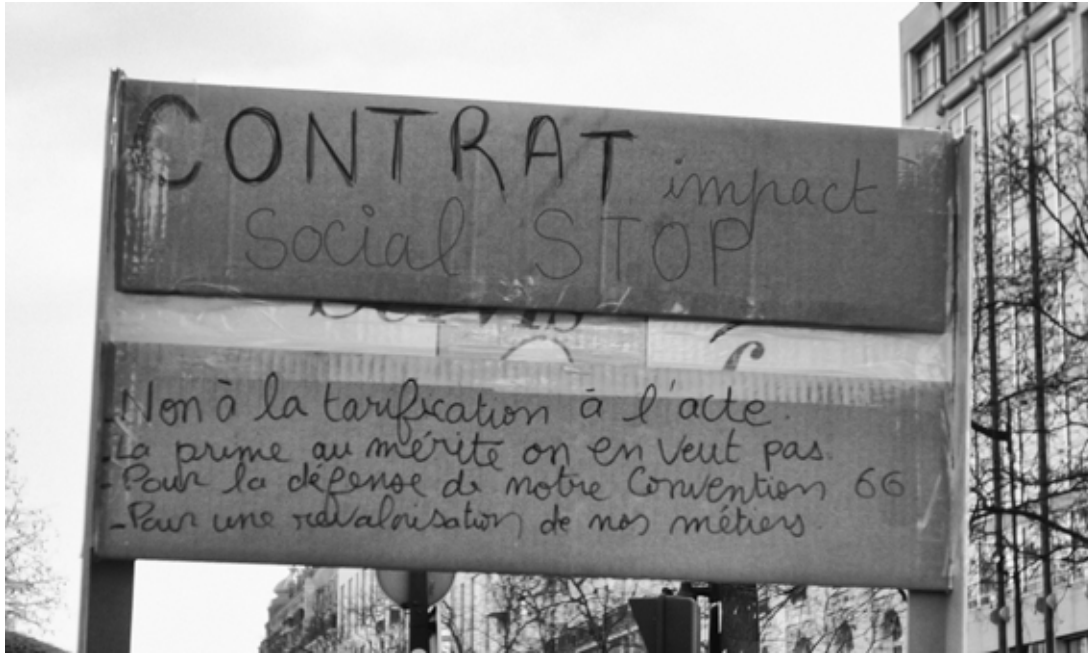 CONTRAT impact
Social STOP
-Non à la tarification à l'acte.
-La prime au mérite on en veut pas.
-Pour la défense de notre Convention 66
-Pour une revalorisation de nos métiers.